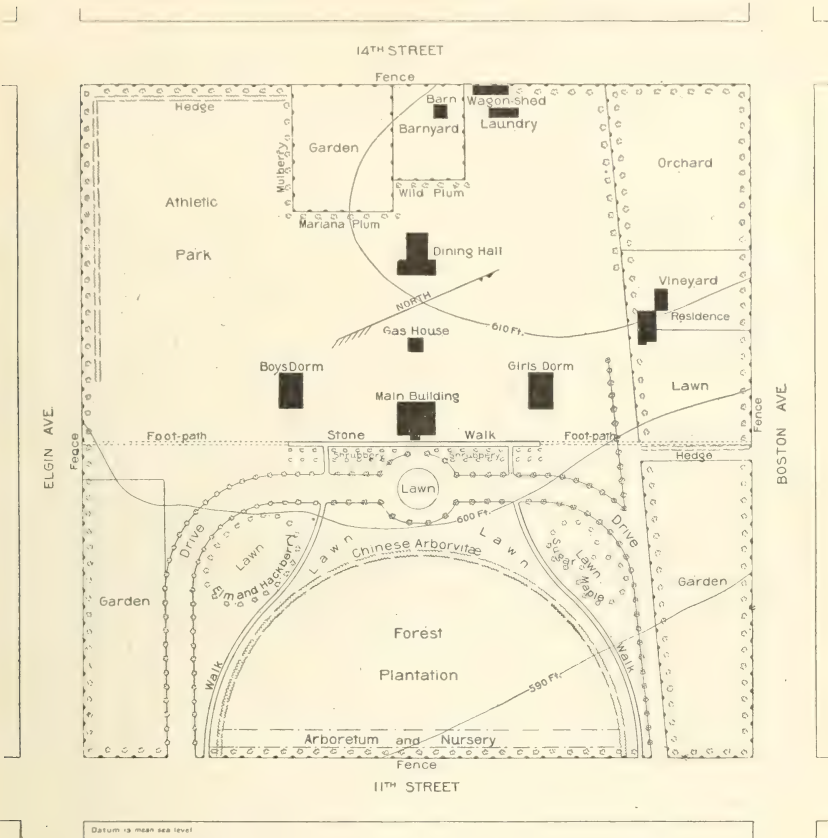 14TH STREET
Fence
Hedge
Barn
Wagon-shed
Laundry
Barnyard
Garden
Mulberry
Orchard
Wild Plum
Athletic
Park
Mariana Plum
Dining Hall
Vineyard
NORTH
Residence
610 Ft.
Gas House
Boys Dorm
Girls Dorm
Main Building
Lawn
ELGIN AVE.
Fence
BOSTON AVE.
Fence
Foot-path
Stone Walk
Foot-path
Hedge
Shrubbery
Shrubbery
Lawn
600 Ft.
Drive
Drive
Lawn
Elm and Hackberry
Lawn
Lawn
Chinese Arborvitæ
Lawn
Sugar Maple
Garden
Garden
Forest
Plantation
Walk
Walk
590 Ft.
Arboretum and Nursery
Fence
11TH STREET
Datum is mean sea level